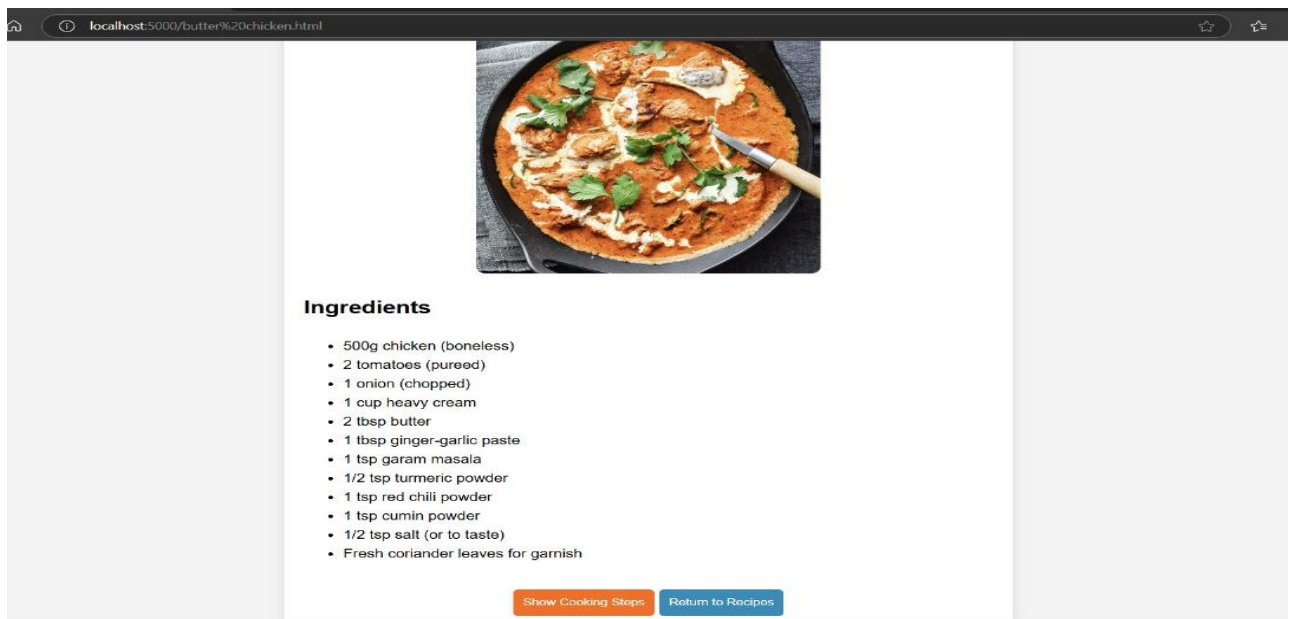 localhost:5000/butter%20chicken.html
Ingredients
• 500g chicken (boneless)
• 2 tomatoes (pureed)
• 1 onion (chopped)
• 1 cup heavy cream
• 2 tbsp butter
• 1 tbsp ginger-garlic paste
• 1 tsp garam masala
• 1/2 tsp turmeric powder
• 1 tsp red chili powder
• 1 tsp cumin powder
• 1/2 tsp salt (or to taste)
• Fresh coriander leaves for garnish
Show Cooking Steps Return to Recipes